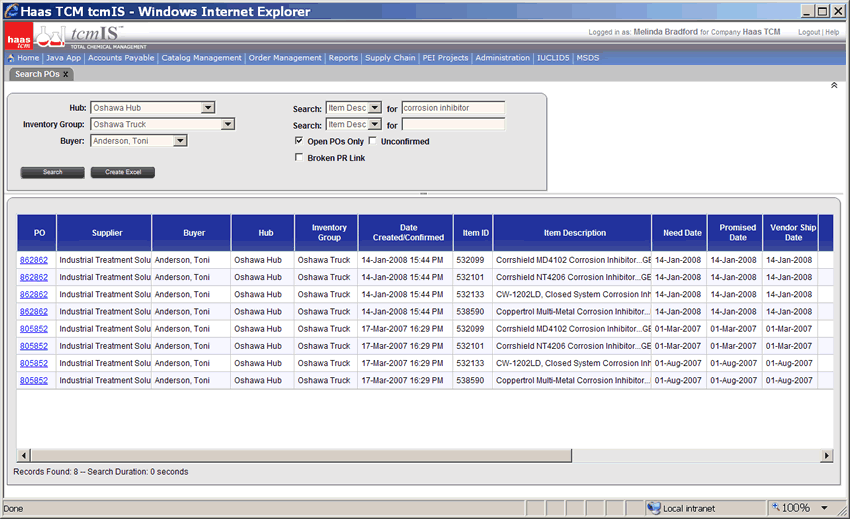 Haas TCM tcmIS - Windows Internet Explorer
haas tcm tcmIS TOTAL CHEMICAL MANAGEMENT
Logged in as: Melinda Bradford for Company Haas TCM Logout | Help
Home | Java App | Accounts Payable | Catalog Management | Order Management | Reports | Supply Chain | PEI Projects | Administration | IUCLIDS | MSDS
Search POs x
Hub: Oshawa Hub Search: Item Desc for corrosion inhibitor
Inventory Group: Oshawa Truck Search: Item Desc for
Buyer: Anderson, Toni Open POs Only Unconfirmed
Broken PR Link
Search Create Excel
PO Supplier Buyer Hub Inventory Group Date Created/Confirmed Item ID Item Description Need Date Promised Date Vendor Ship Date
862862 Industrial Treatment Solu Anderson, Toni Oshawa Hub Oshawa Truck 14-Jan-2008 15:44 PM 532099 Corrshield MD4102 Corrosion Inhibitor...GE 14-Jan-2008 14-Jan-2008 14-Jan-2008
862862 Industrial Treatment Solu Anderson, Toni Oshawa Hub Oshawa Truck 14-Jan-2008 15:44 PM 532101 Corrshield NT4206 Corrosion Inhibitor...GE 14-Jan-2008 14-Jan-2008 14-Jan-2008
862862 Industrial Treatment Solu Anderson, Toni Oshawa Hub Oshawa Truck 14-Jan-2008 15:44 PM 532133 CW-1202LD, Closed System Corrosion Inh 14-Jan-2008 14-Jan-2008 14-Jan-2008
862862 Industrial Treatment Solu Anderson, Toni Oshawa Hub Oshawa Truck 14-Jan-2008 15:44 PM 538590 Coppertrol Multi-Metal Corrosion Inhibitor... 14-Jan-2008 14-Jan-2008 14-Jan-2008
805852 Industrial Treatment Solu Anderson, Toni Oshawa Hub Oshawa Truck 17-Mar-2007 16:29 PM 532099 Corrshield MD4102 Corrosion Inhibitor...GE 01-Mar-2007 01-Mar-2007 01-Mar-2007
805852 Industrial Treatment Solu Anderson, Toni Oshawa Hub Oshawa Truck 17-Mar-2007 16:29 PM 532101 Corrshield NT4206 Corrosion Inhibitor...GE 01-Mar-2007 01-Mar-2007 01-Mar-2007
805852 Industrial Treatment Solu Anderson, Toni Oshawa Hub Oshawa Truck 17-Mar-2007 16:29 PM 532133 CW-1202LD, Closed System Corrosion Inh 01-Aug-2007 01-Aug-2007 01-Aug-2007
805852 Industrial Treatment Solu Anderson, Toni Oshawa Hub Oshawa Truck 17-Mar-2007 16:29 PM 538590 Coppertrol Multi-Metal Corrosion Inhibitor... 01-Aug-2007 01-Aug-2007 01-Aug-2007
Records Found: 8 -- Search Duration: 0 seconds
Done Local intranet 100%